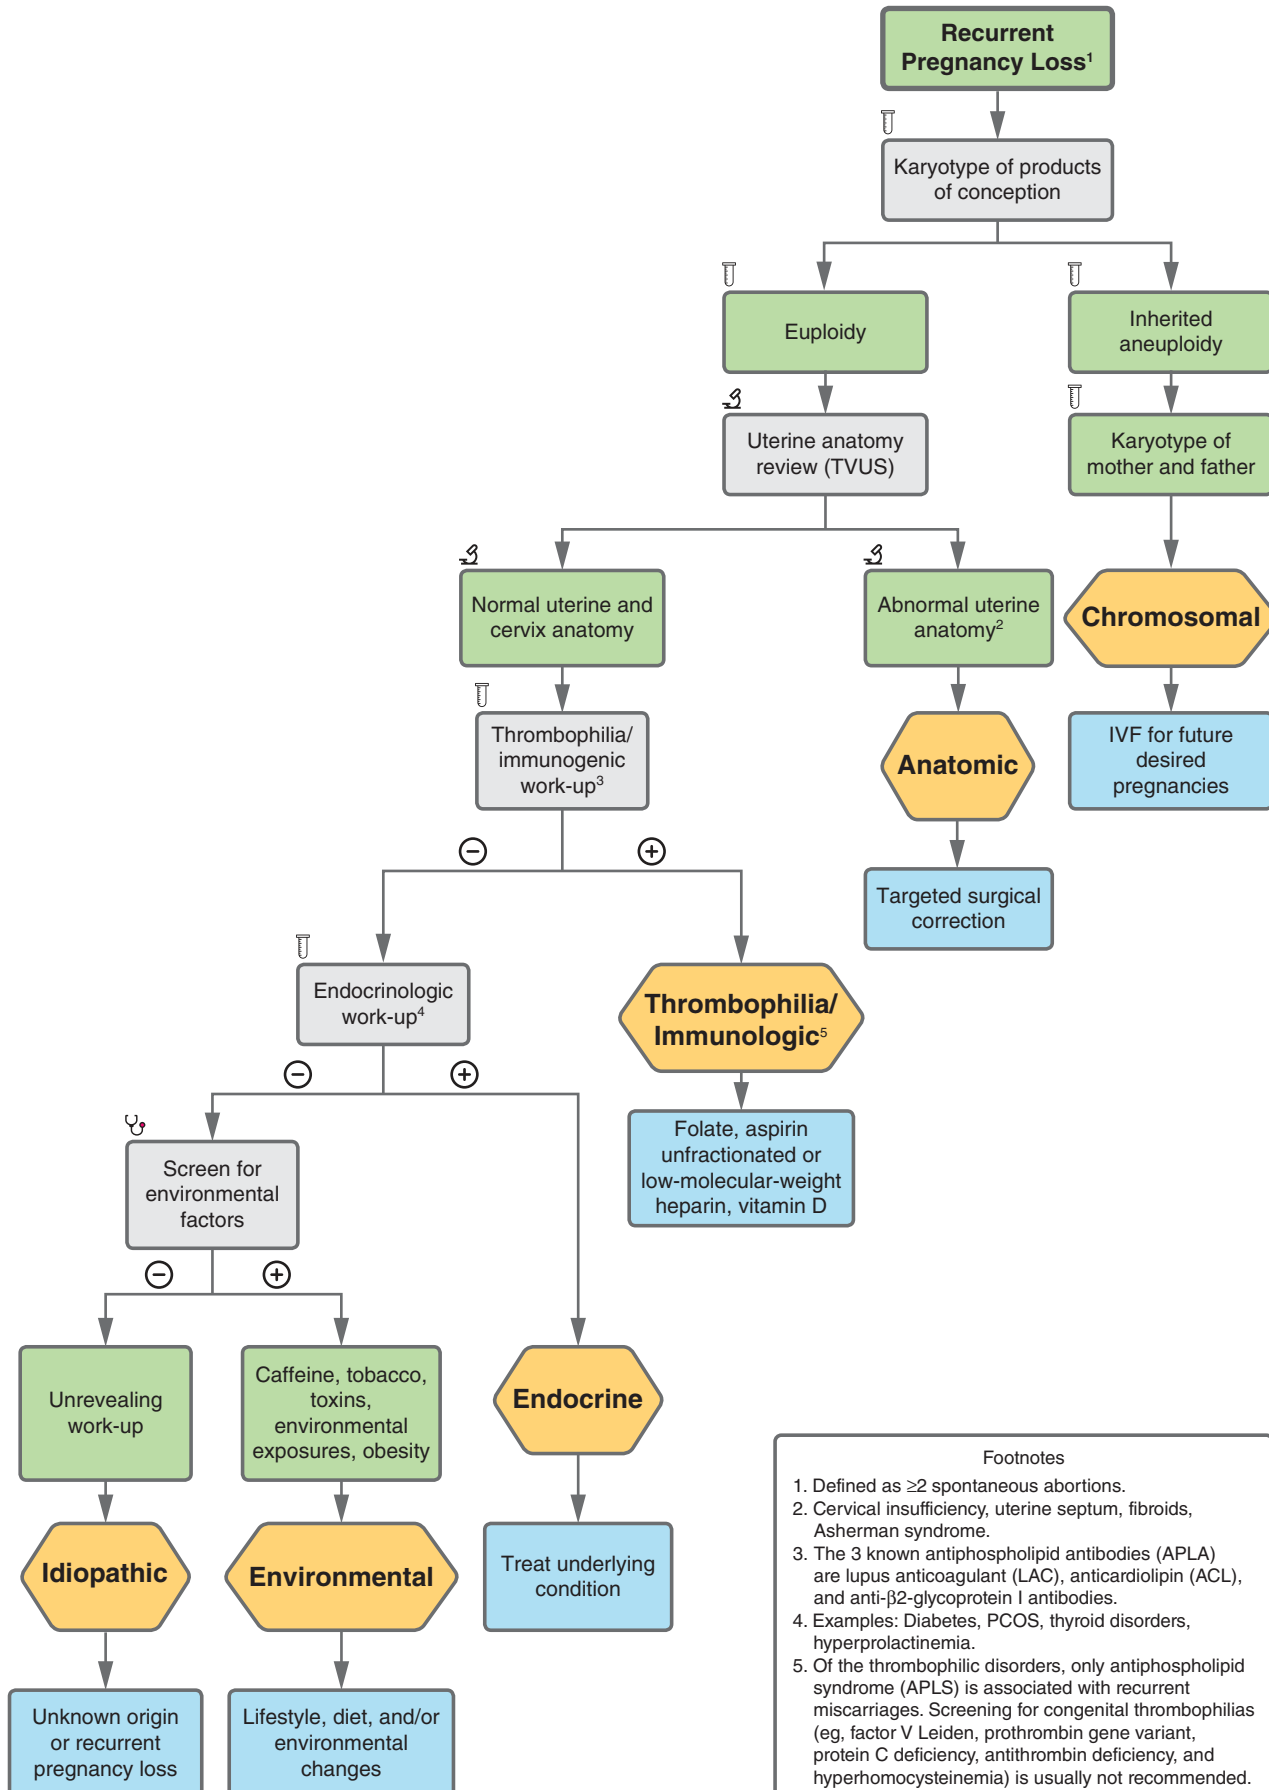 Recurrent
Pregnancy Loss1
Karyotype of products
of conception
Euploidy
Inherited
aneuploidy
Uterine anatomy
review (TVUS)
Karyotype of
mother and father
Normal uterine and
cervix anatomy
Abnormal uterine
anatomy2
Chromosomal
Thrombophilia/
immunogenic
work-up3
Anatomic
IVF for future
desired
pregnancies
−
+
Targeted surgical
correction
Endocrinologic
work-up4
Thrombophilia/
Immunologic5
−
+
Folate, aspirin
unfractionated or
low-molecular-weight
heparin, vitamin D
Screen for
environmental
factors
−
+
Unrevealing
work-up
Caffeine, tobacco,
toxins,
environmental
exposures, obesity
Endocrine
Idiopathic
Environmental
Treat underlying
condition
Unknown origin
or recurrent
pregnancy loss
Lifestyle, diet, and/or
environmental
changes
Footnotes
1. Defined as ≥2 spontaneous abortions.
2. Cervical insufficiency, uterine septum, fibroids,
Asherman syndrome.
3. The 3 known antiphospholipid antibodies (APLA)
are lupus anticoagulant (LAC), anticardiolipin (ACL),
and anti-β2-glycoprotein I antibodies.
4. Examples: Diabetes, PCOS, thyroid disorders,
hyperprolactinemia.
5. Of the thrombophilic disorders, only antiphospholipid
syndrome (APLS) is associated with recurrent
miscarriages. Screening for congenital thrombophilias
(eg, factor V Leiden, prothrombin gene variant,
protein C deficiency, antithrombin deficiency, and
hyperhomocysteinemia) is usually not recommended.